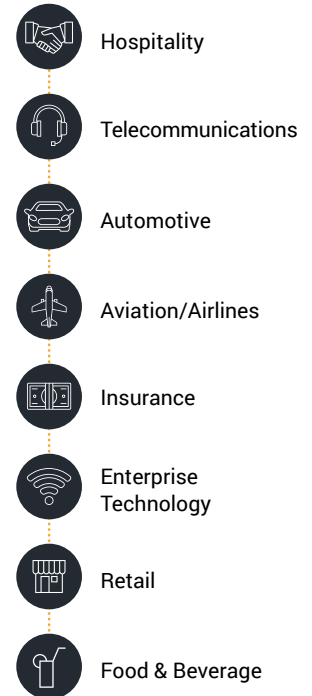 Hospitality
Telecommunications
Automotive
Aviation/Airlines
Insurance
Enterprise
Technology
Retail
Food & Beverage